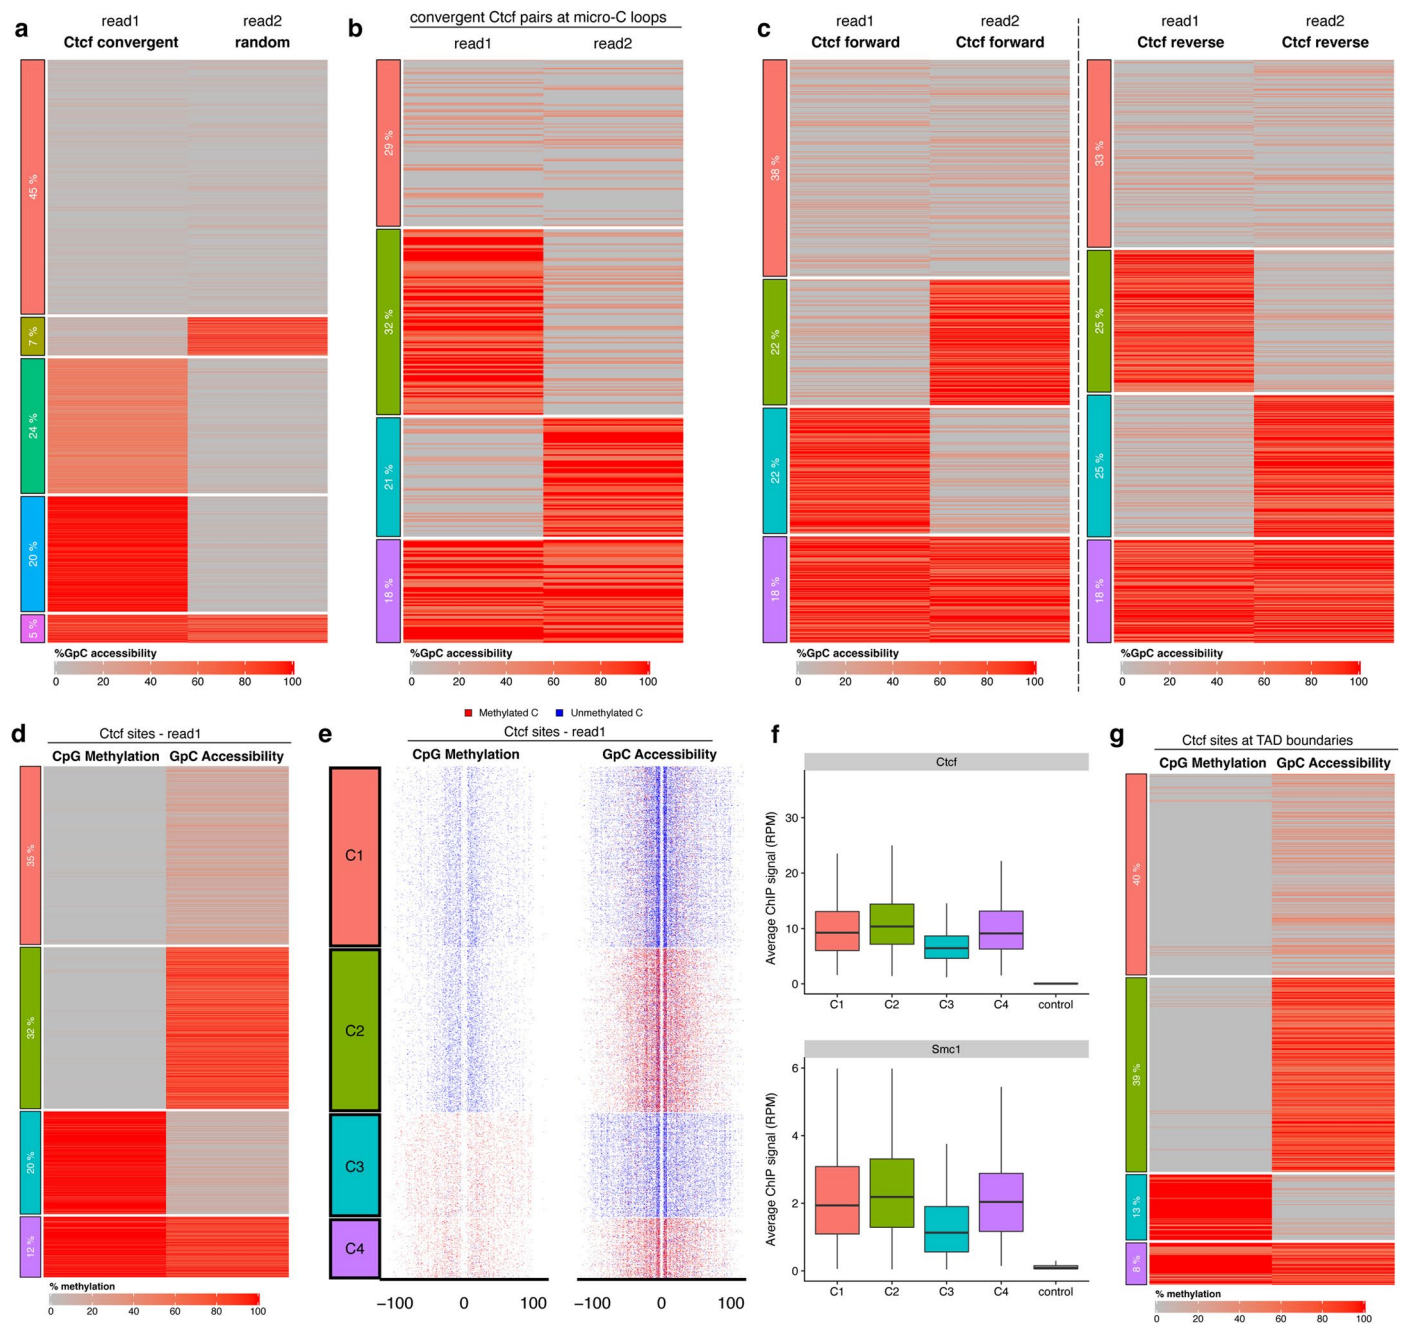 a
read1
read2
Ctcf convergent
random
45 %
7 %
24 %
20 %
5 %
%GpC accessibility
0 20 40 60 80 100
b
convergent Ctcf pairs at micro-C loops
read1
read2
29 %
32 %
21 %
18 %
%GpC accessibility
0 20 40 60 80 100
c
read1
read2
Ctcf forward
Ctcf forward
38 %
22 %
22 %
18 %
%GpC accessibility
0 20 40 60 80 100
read1
read2
Ctcf reverse
Ctcf reverse
33 %
25 %
25 %
18 %
%GpC accessibility
0 20 40 60 80 100
d
Ctcf sites - read1
CpG Methylation GpC Accessibility
35 %
32 %
20 %
12 %
% methylation
0 20 40 60 80 100
Methylated C
Unmethylated C
e
Ctcf sites - read1
CpG Methylation
GpC Accessibility
C1
C2
C3
C4
−100 0 100
−100 0 100
f
Ctcf
Average ChIP signal (RPM)
30
20
10
0
C1 C2 C3 C4 control
Smc1
Average ChIP signal (RPM)
6
4
2
0
C1 C2 C3 C4 control
g
Ctcf sites at TAD boundaries
CpG Methylation GpC Accessibility
40 %
39 %
13 %
8 %
% methylation
0 20 40 60 80 100